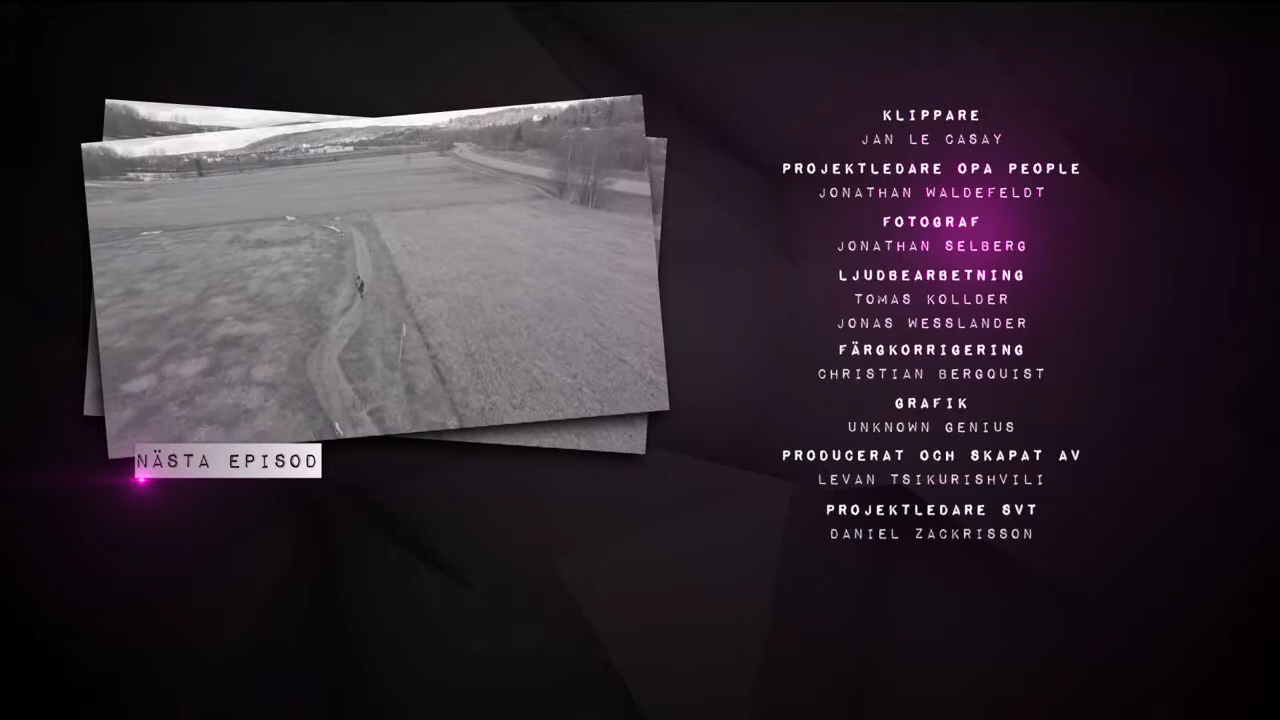 KLIPPARE
JAN LE CASAY
PROJEKTLEDARE OPA PEOPLE
JONATHAN WALDEFELDT
FOTOGRAF
JONATHAN SELBERG
LJUDBEARBETNING
TOMAS KOLLDER
JONAS WESSLANDER
FÄRGKORRIGERING
CHRISTIAN BERGQUIST
GRAFIK
UNKNOWN GENIUS
PRODUCERAT OCH SKAPAT AV
LEVAN TSIKURISHVILI
PROJEKTLEDARE SVT
DANIEL ZACKRISSON
NÄSTA EPISOD